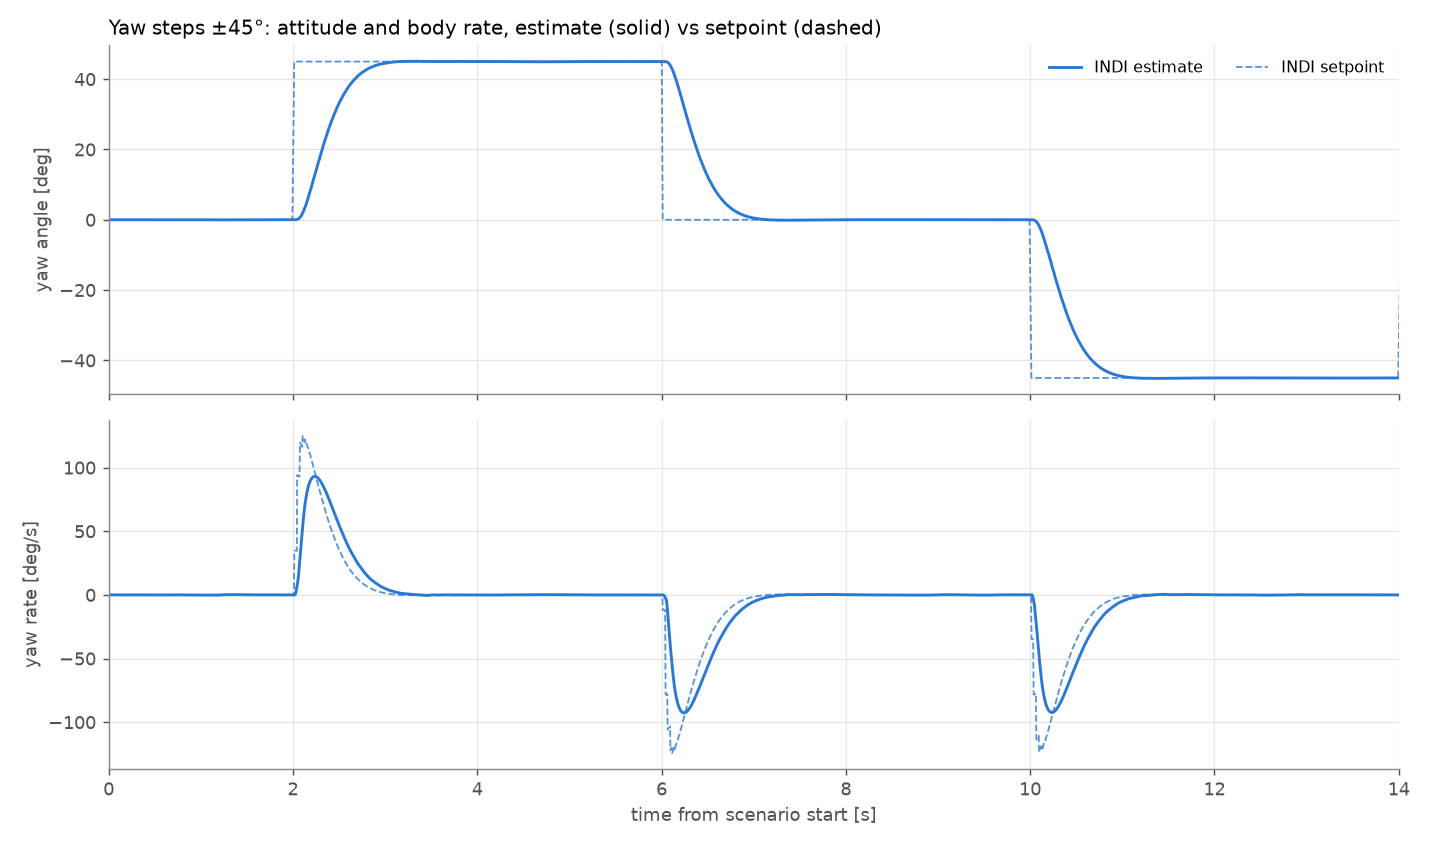 Yaw steps ±45°: attitude and body rate, estimate (solid) vs setpoint (dashed)
INDI estimate
INDI setpoint
yaw angle [deg]
40
20
0
−20
−40
yaw rate [deg/s]
100
50
0
−50
−100
0 2 4 6 8 10 12 14
time from scenario start [s]